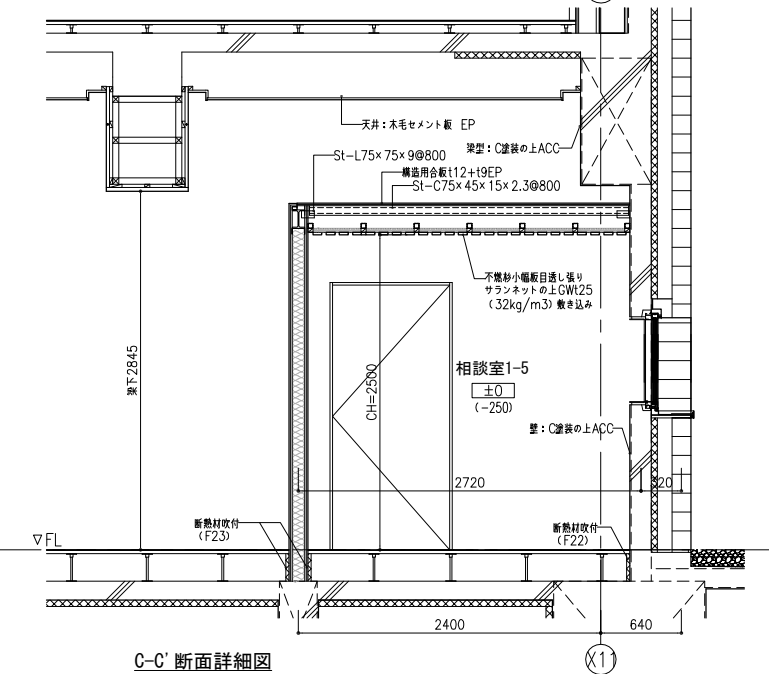 天井：木毛セメント板 EP
梁型：C塗装の上ACC
St-L75×75×9@800
構造用合板t12+t9EP
St-C75×45×15×2.3@800
不燃杉小幅板目透し張り
サランネットの上GWt25
(32kg/m3) 敷き込み
梁下2845
CH=2500
相談室1-5
±0
(-250)
壁：C塗装の上ACC
2720
320
断熱材吹付
(F23)
断熱材吹付
(F22)
▽FL
2400
640
C-C' 断面詳細図
X11